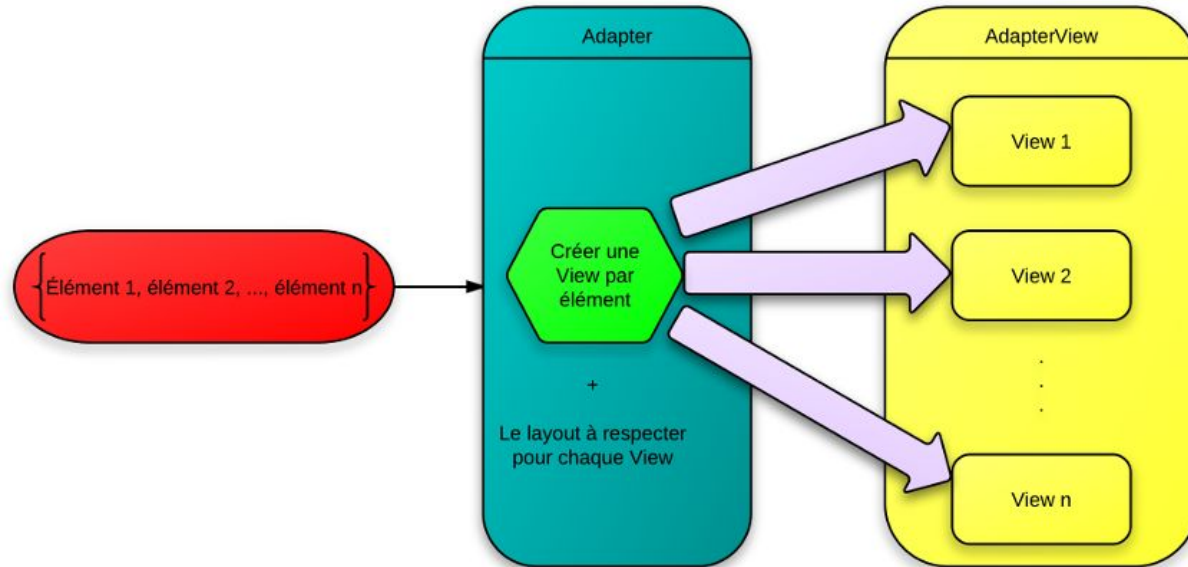 Adapter
AdapterView
{Élément 1, élément 2, ..., élément n}
Créer une
View par
élément
+
Le layout à respecter
pour chaque View
View 1
View 2
.
.
.
View n